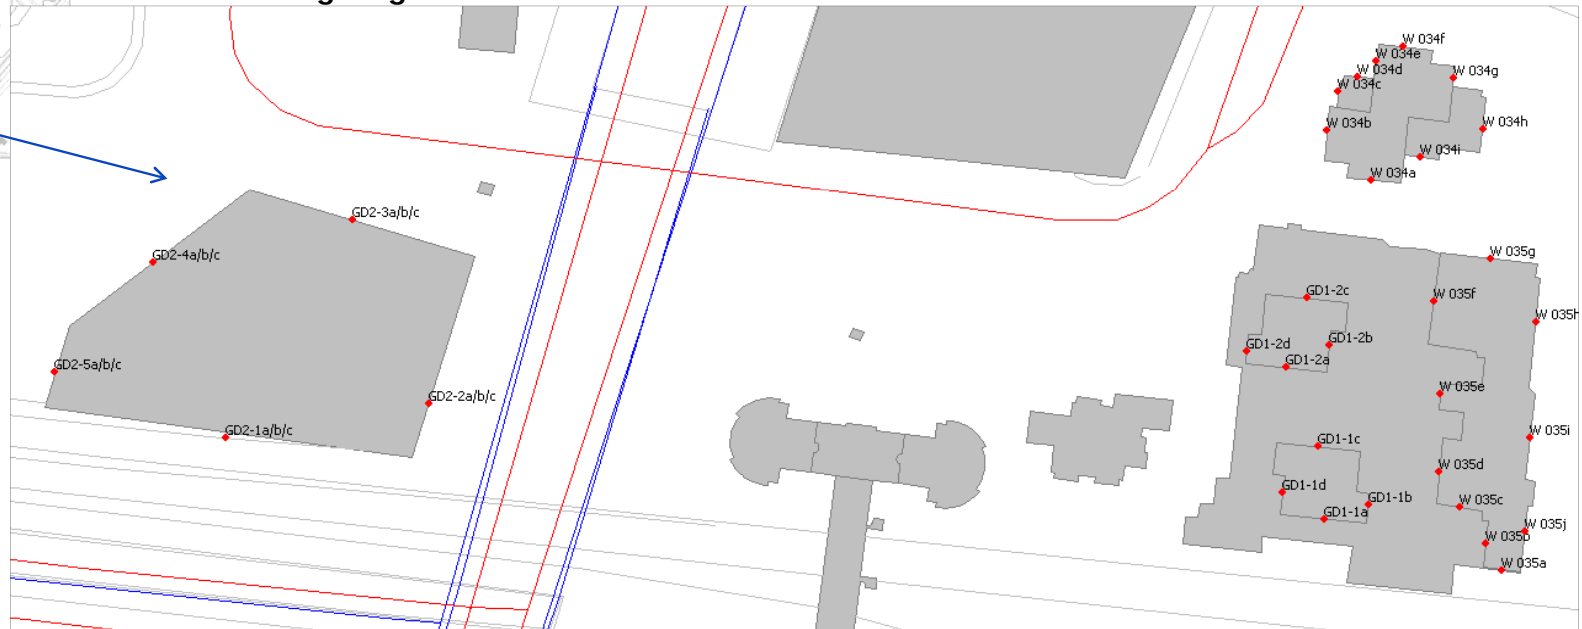 W 034f
W 034e
W 034d
W 034g
W 034c
W 034b
W 034h
W 034i
W 034a
GD2-3a/b/c
GD2-4a/b/c
W 035g
GD1-2c
W 035f
W 035h
GD1-2d
GD1-2b
GD1-2a
GD2-5a/b/c
W 035e
GD2-2a/b/c
GD2-1a/b/c
GD1-1c
W 035i
W 035d
GD1-1d
GD1-1b
W 035c
GD1-1a
W 035j
W 035b
W 035a